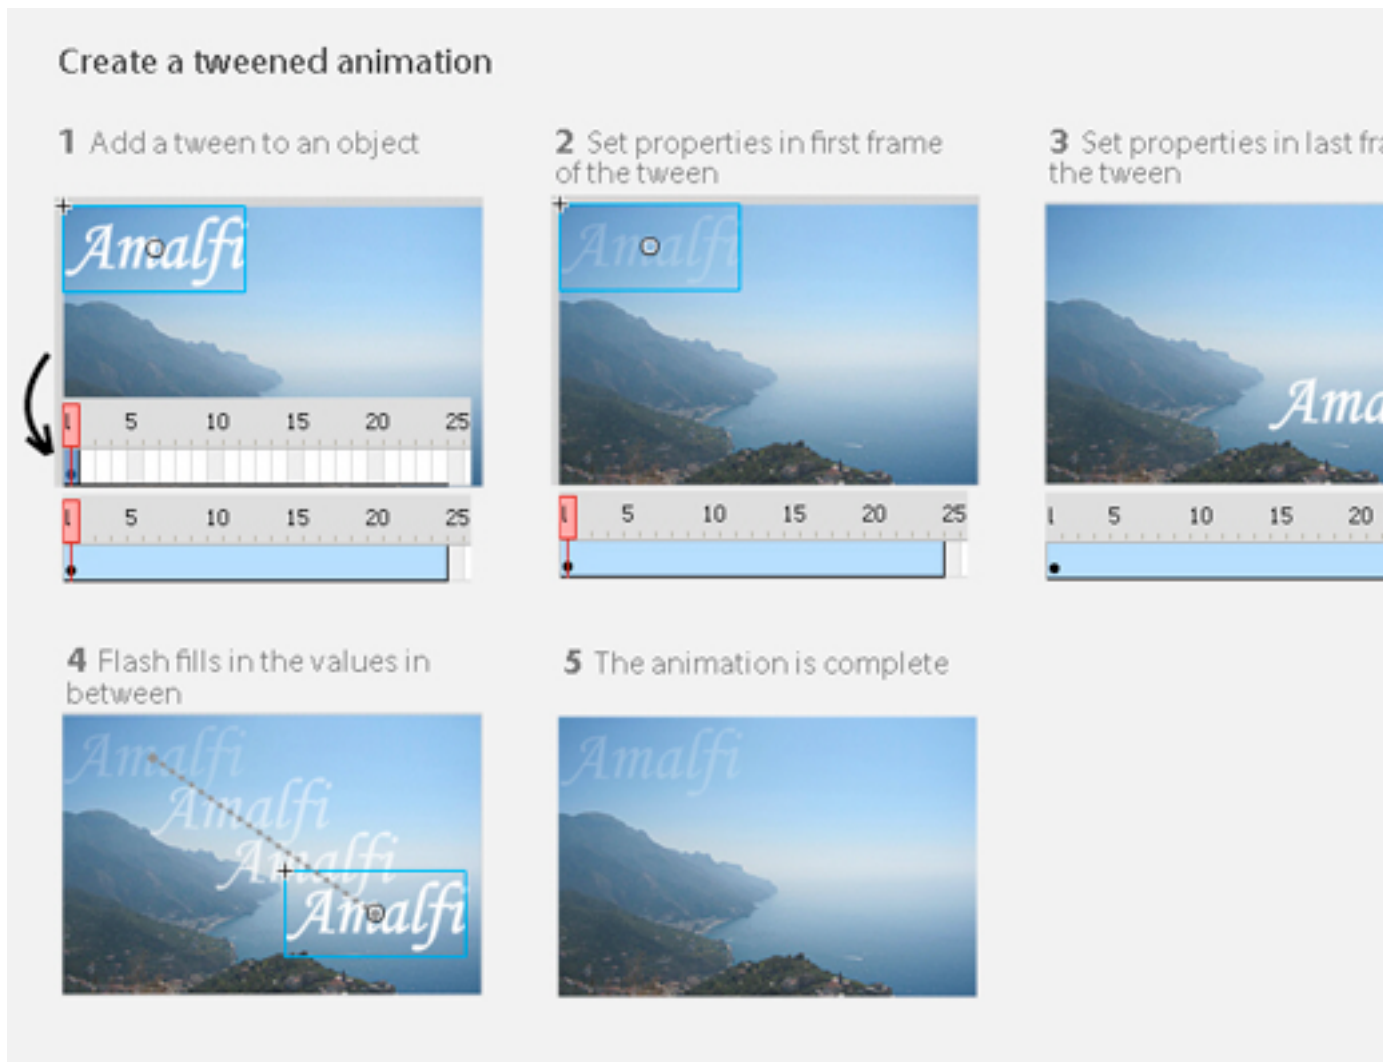 Create a tweened animation
1 Add a tween to an object
2 Set properties in first frame
of the tween
3 Set properties in last
the tween
Amalfi
Amalfi
1 5 10 15 20 25
1 5 10 15 20 25
1 5 10 15 20 25
1 5 10 15 20
4 Flash fills in the values in
between
5 The animation is complete
Amalfi
Amalfi
Amalfi
Amalfi
Amalfi